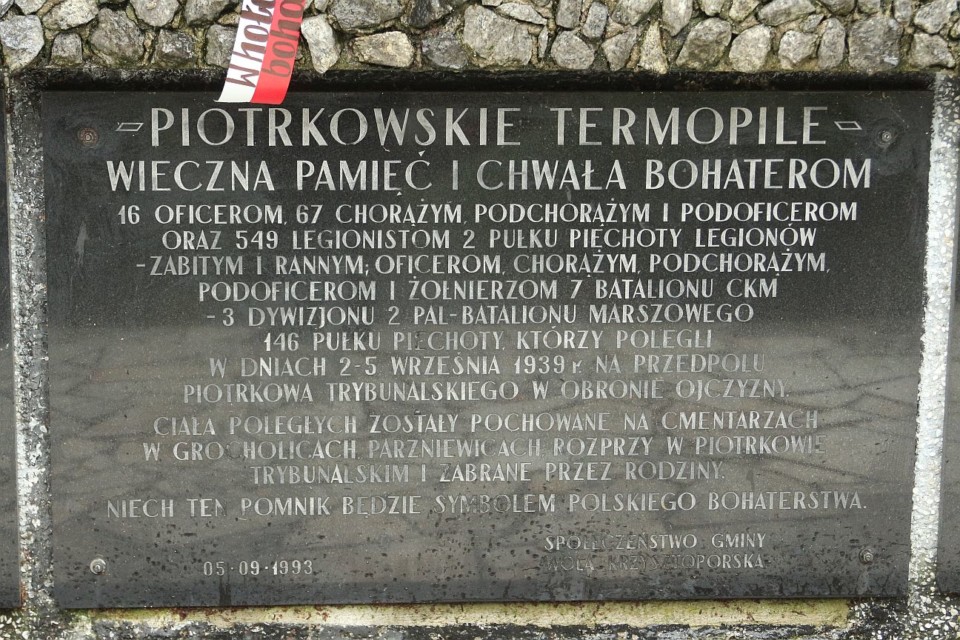 boho
-PIOTRKOWSKIE TERMOPILE-
WIECZNA PAMIĘĆ I CHWAŁA BOHATEROM
16 OFICEROM, 67 CHORĄŻYM, PODCHORĄŻYM I PODOFICEROM
ORAZ 549 LEGIONISTOM 2 PUŁKU PIĘCHOTY LEGIONÓW
-ZABITYM I RANNYM; OFICEROM, CHORĄŻYM, PODCHORĄŻYM,
PODOFICEROM I ŻOŁNIERZOM 7 BATALIONU CKM
- 3 DYWIZJONU 2 PAL-BATALIONU MARSZOWEGO
146 PUŁKU PIECHOTY, KTÓRZY POLEGLI
W DNIACH 2-5 WRZEŚNIA 1939 r. NA PRZEDPOLU
PIOTRKOWA TRYBUNALSKIEGO W OBRONIE OJCZYZNY.
CIAŁA POLEGŁYCH ZOSTAŁY POCHOWANE NA CMENTARZACH
W GROCHOLICACH, PARZNIEWICACH, ROZPRZY, W PIOTRKOWIE
TRYBUNALSKIM I ZABRANE PRZEZ RODZINY.
NIECH TEN POMNIK BĘDZIE SYMBOLEM POLSKIEGO BOHATERSTWA.
SPOŁECZEŃSTWO GMINY
WOLA KRZYSZTOPORSKA
05-09-1993